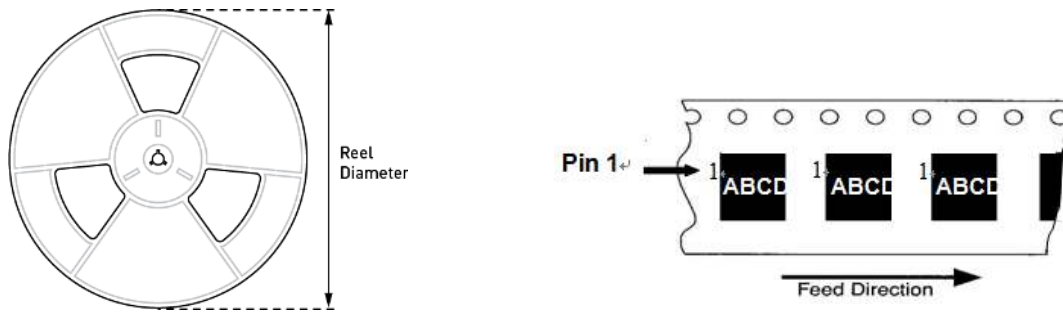 Reel
Diameter
Pin 1↵
1 ABCD 1 ABCD 1 ABCD
Feed Direction